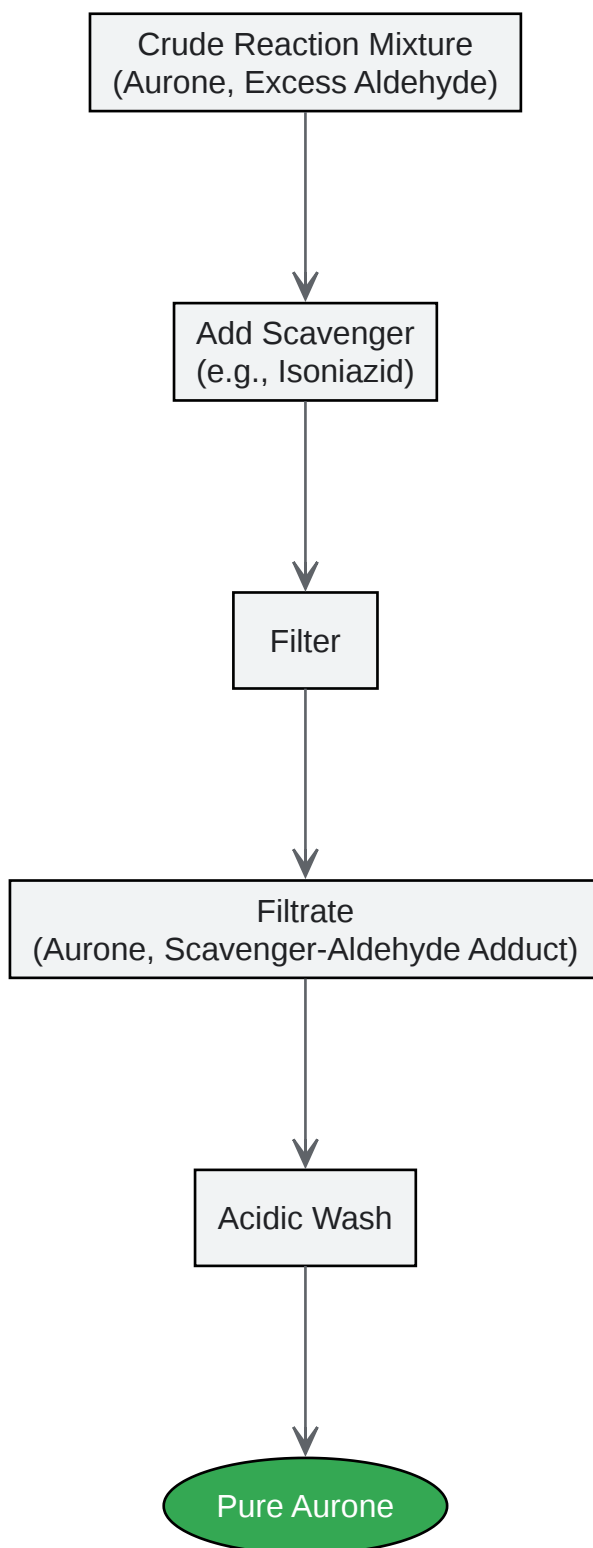 Crude Reaction Mixture
(Aurone, Excess Aldehyde)
Add Scavenger
(e.g., Isoniazid)
Filter
Filtrate
(Aurone, Scavenger-Aldehyde Adduct)
Acidic Wash
Pure Aurone